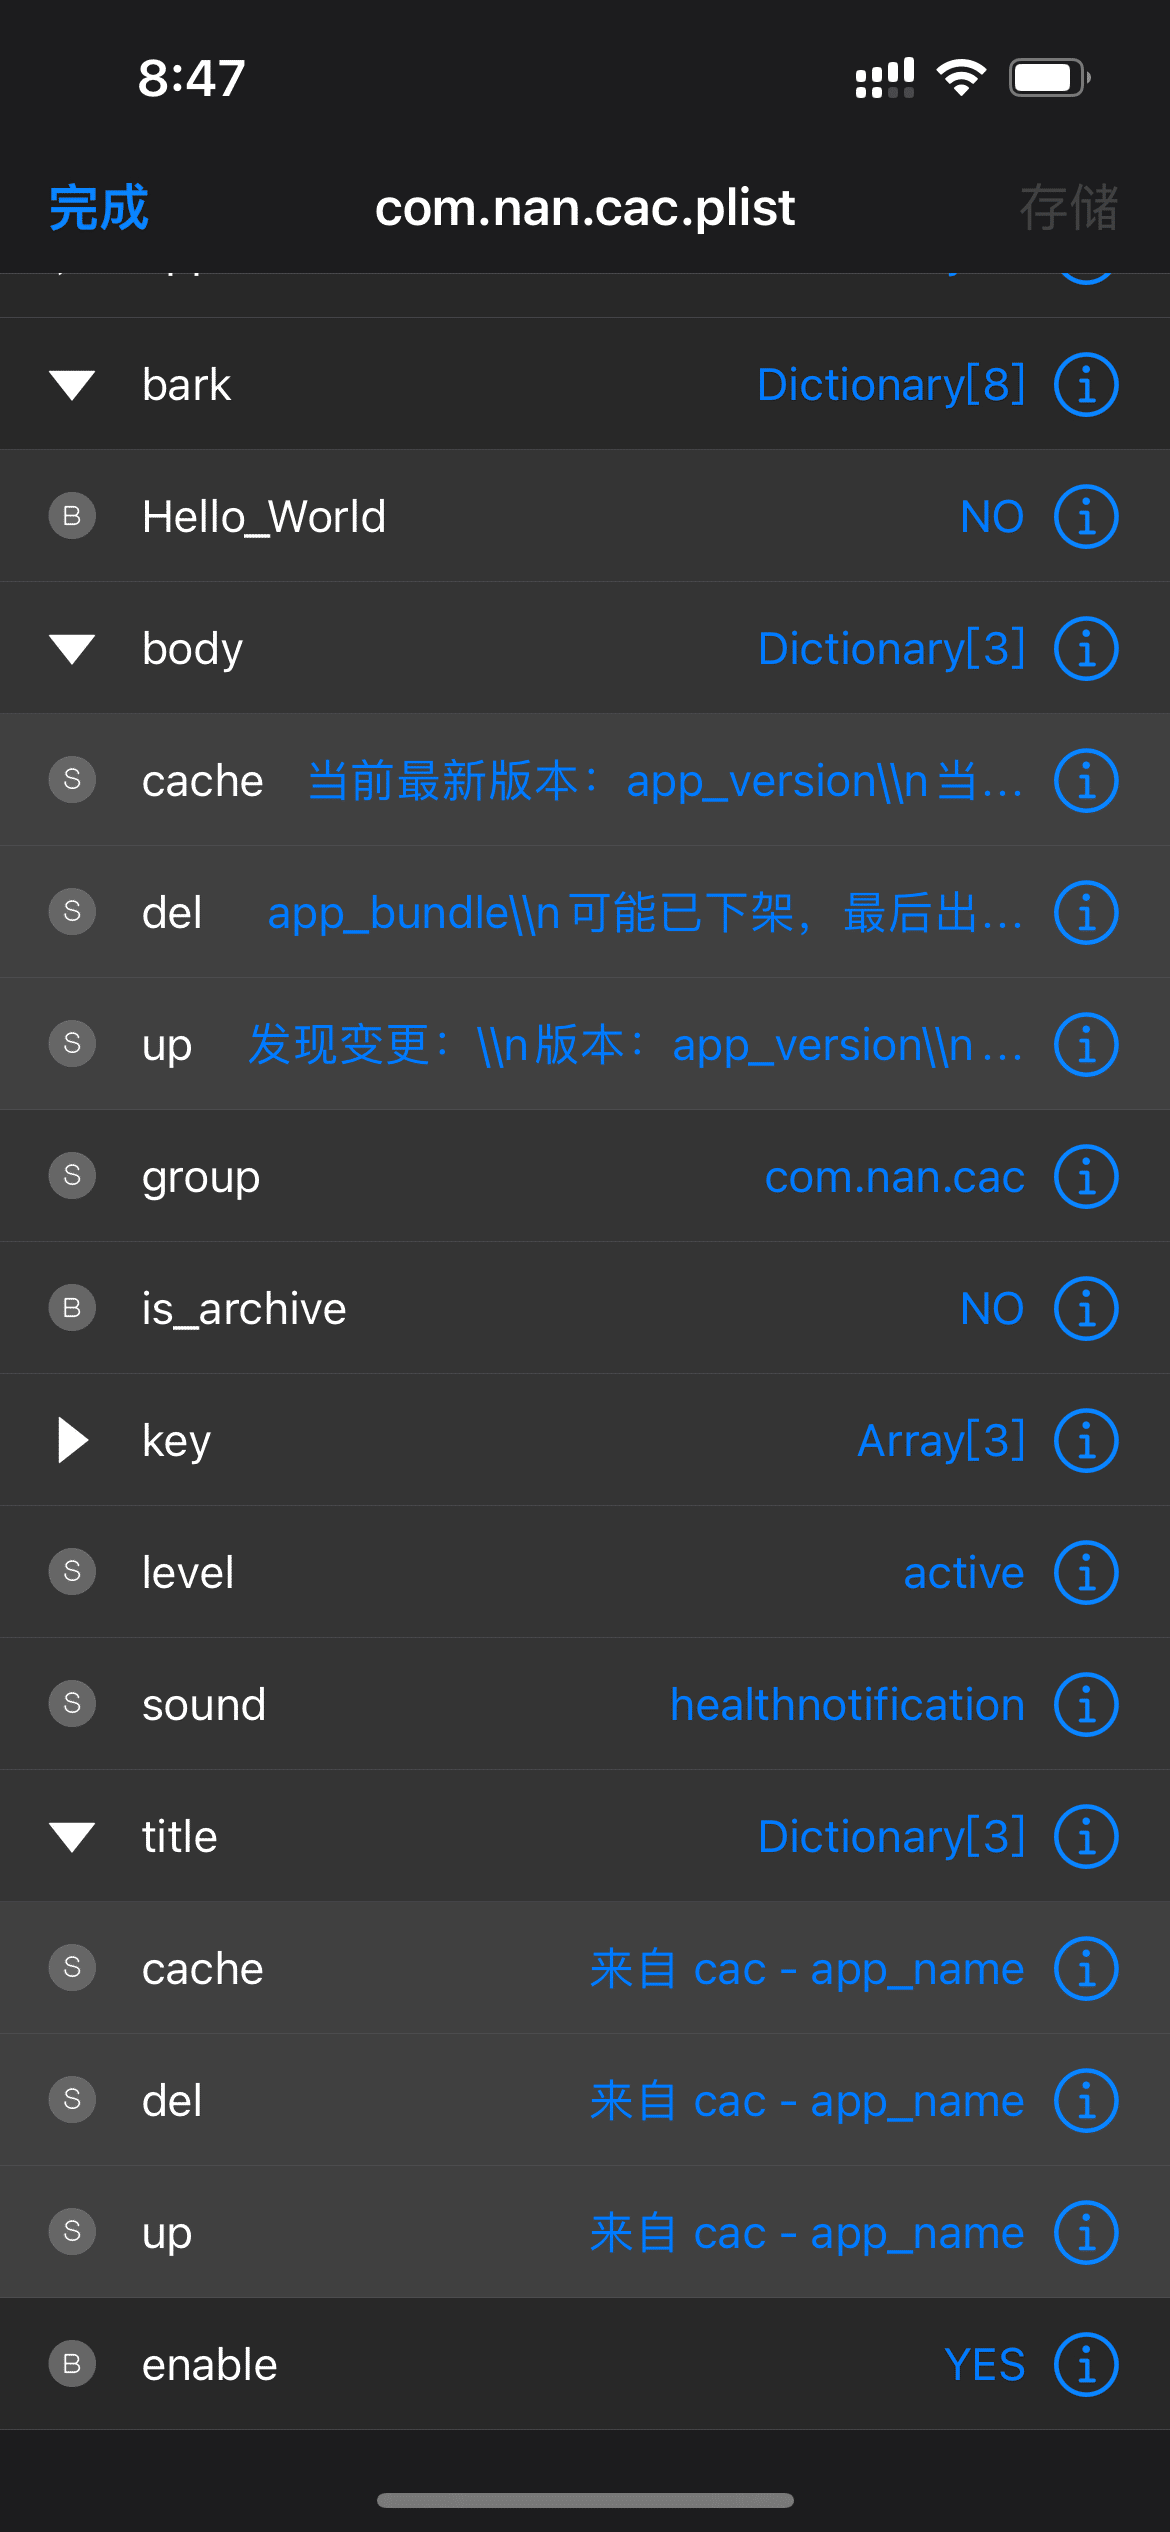 8:47
完成 com.nan.cac.plist 存储
bark Dictionary[8]
B Hello_World NO
body Dictionary[3]
S cache 当前最新版本：app_version\\n当...
S del app_bundle\\n可能已下架，最后出...
S up 发现变更：\\n版本：app_version\\n...
S group com.nan.cac
B is_archive NO
key Array[3]
S level active
S sound healthnotification
title Dictionary[3]
S cache 来自 cac - app_name
S del 来自 cac - app_name
S up 来自 cac - app_name
B enable YES